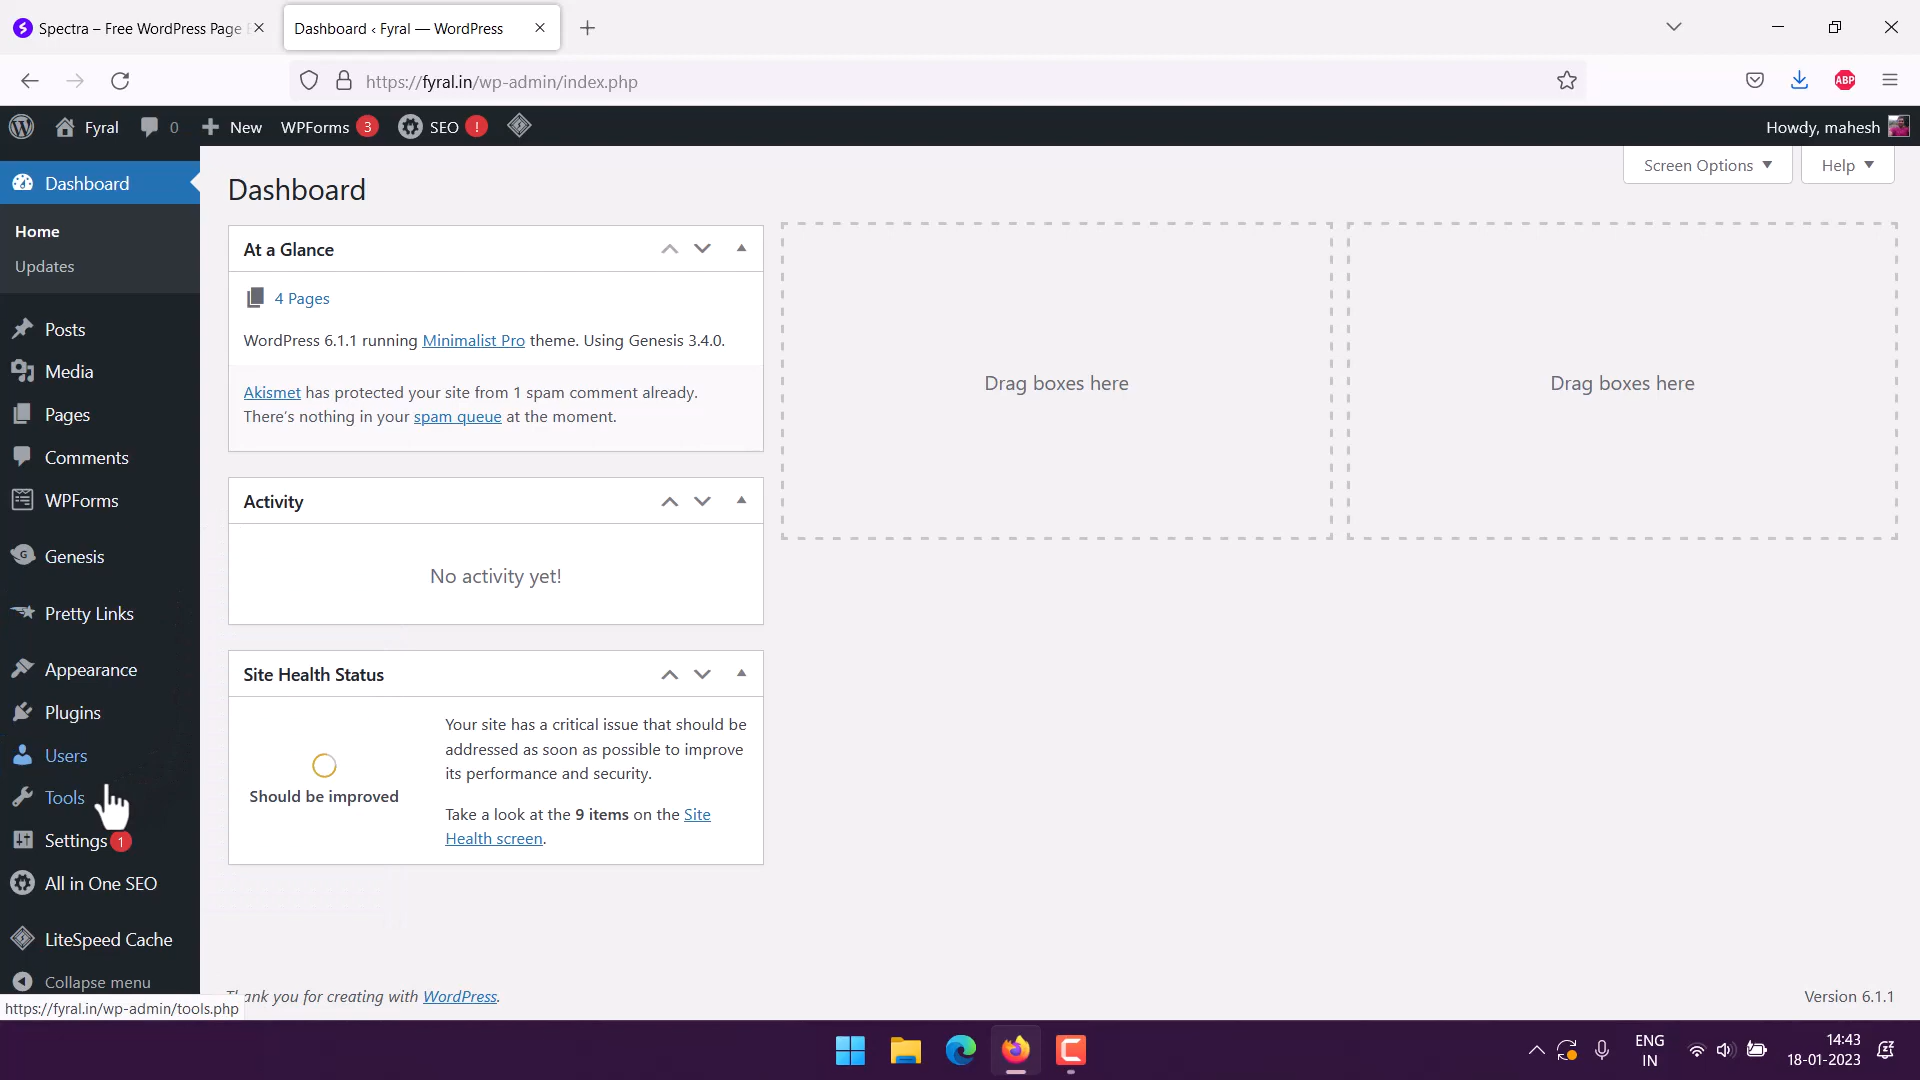 Spectra – Free WordPress Page
Dashboard ‹ Fyral — WordPress
https://fyral.in/wp-admin/index.php
ABP
Fyral
0
New
WPForms 3
SEO !
Howdy, mahesh
Screen Options
Help
Dashboard
Home
Updates
Posts
Media
Pages
Comments
WPForms
Genesis
Pretty Links
Appearance
Plugins
Users
Tools
Settings 1
All in One SEO
LiteSpeed Cache
Collapse menu
Dashboard
At a Glance
4 Pages
WordPress 6.1.1 running Minimalist Pro theme. Using Genesis 3.4.0.
Akismet has protected your site from 1 spam comment already.
There's nothing in your spam queue at the moment.
Activity
No activity yet!
Site Health Status
Should be improved
Your site has a critical issue that should be
addressed as soon as possible to improve
its performance and security.
Take a look at the 9 items on the Site
Health screen.
Drag boxes here
Drag boxes here
ank you for creating with WordPress.
Version 6.1.1
https://fyral.in/wp-admin/tools.php
ENG
IN
14:43
18-01-2023